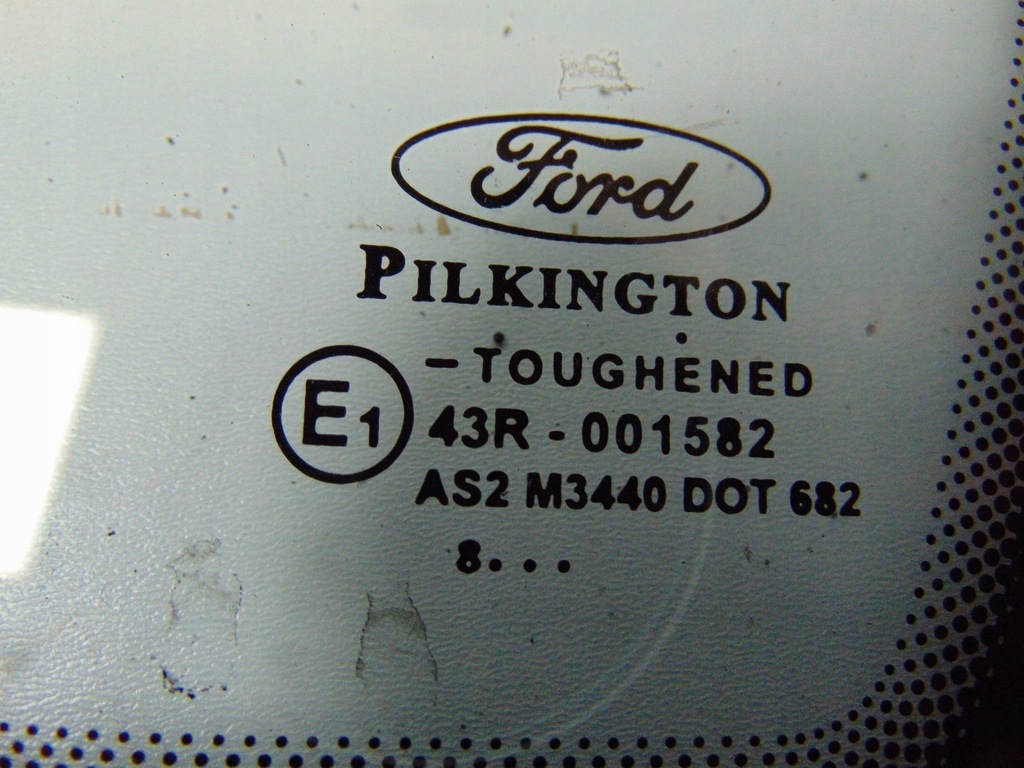 Ford
PILKINGTON
- TOUGHENED
E1
43R - 001582
AS2 M3440 DOT 682
8...